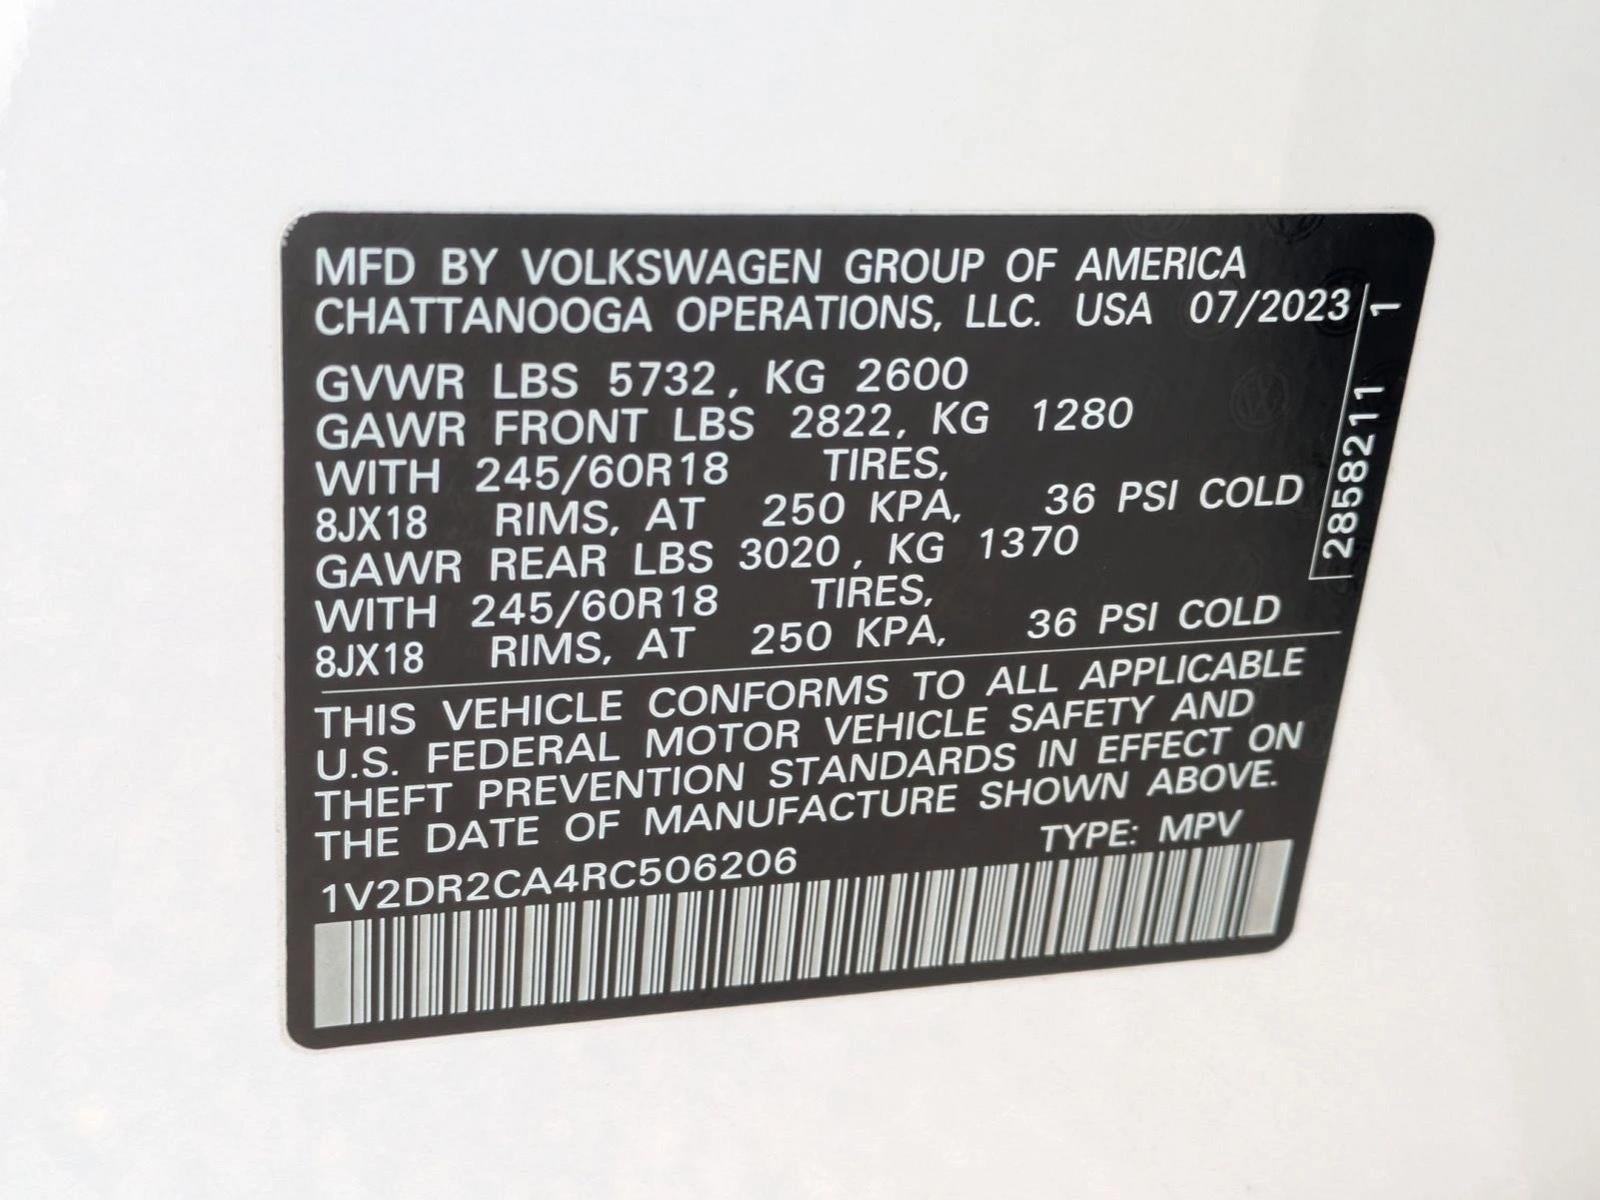 MFD BY VOLKSWAGEN GROUP OF AMERICA
CHATTANOOGA OPERATIONS, LLC. USA 07/2023
GVWR LBS 5732, KG 2600
GAWR FRONT LBS 2822, KG 1280
WITH 245/60R18 TIRES,
8JX18 RIMS, AT 250 KPA, 36 PSI COLD
GAWR REAR LBS 3020, KG 1370
WITH 245/60R18 TIRES,
8JX18 RIMS, AT 250 KPA, 36 PSI COLD
2858211 1
THIS VEHICLE CONFORMS TO ALL APPLICABLE
U.S. FEDERAL MOTOR VEHICLE SAFETY AND
THEFT PREVENTION STANDARDS IN EFFECT ON
THE DATE OF MANUFACTURE SHOWN ABOVE.
1V2DR2CA4RC506206 TYPE: MPV